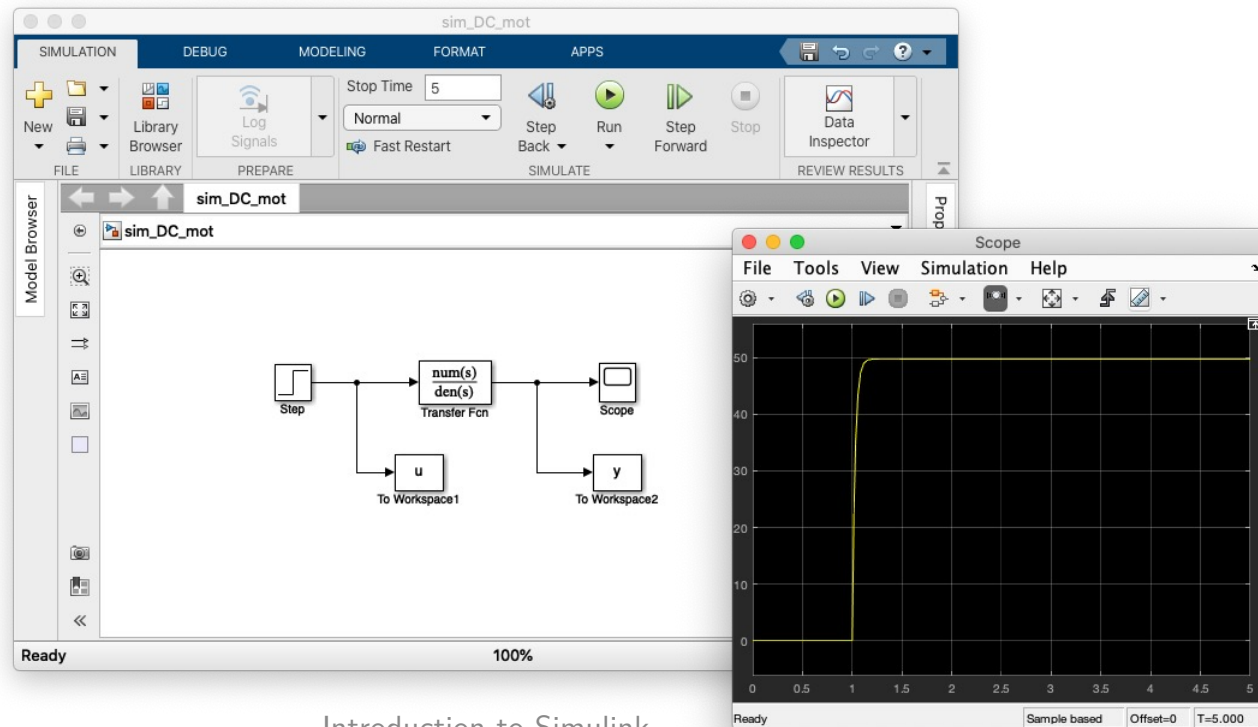 sim_DC_mot
SIMULATION DEBUG MODELING FORMAT APPS
?
Stop Time 5
Normal
Fast Restart
New
Library
Browser
Log
Signals
Step
Back
Run
Step
Forward
Stop
Data
Inspector
FILE LIBRARY PREPARE SIMULATE REVIEW RESULTS
Model Browser
sim_DC_mot
sim_DC_mot
Prop
num(s)
den(s)
Step
Transfer Fcn
Scope
u
To Workspace1
y
To Workspace2
Ready 100%
Scope
File Tools View Simulation Help
50
40
30
20
10
0
0 0.5 1 1.5 2 2.5 3 3.5 4 4.5 5
Ready Sample based Offset=0 T=5.000
Introduction to Simulink